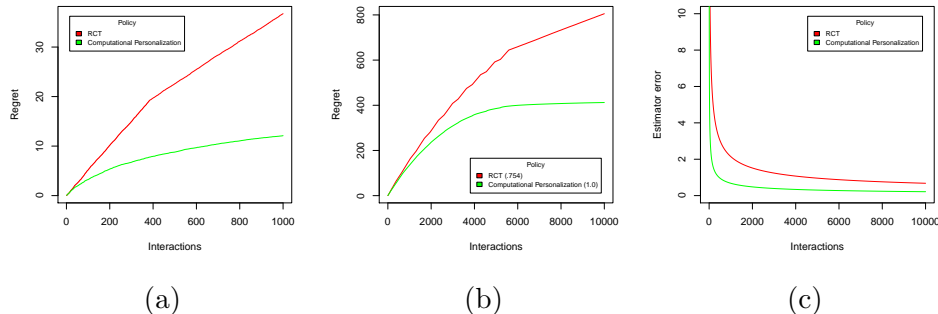 Policy
RCT
Computational Personalization
Regret
0
10
20
30
0
200
400
600
800
1000
Interactions
(a)
Policy
RCT (.754)
Computational Personalization (1.0)
Regret
0
200
400
600
800
0
2000
4000
6000
8000
10000
Interactions
(b)
Policy
RCT
Computational Personalization
Estimator error
0
2
4
6
8
10
0
2000
4000
6000
8000
10000
Interactions
(c)